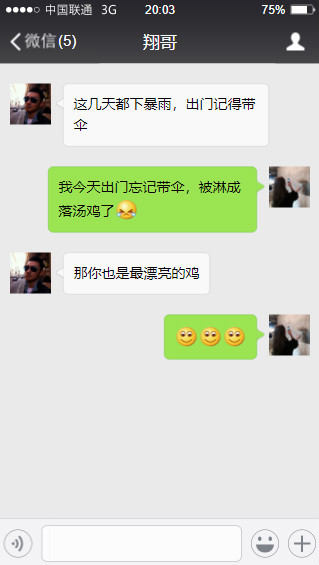 中国联通 3G 20:03 75%
微信(5) 翔哥
这几天都下暴雨，出门记得带
伞
我今天出门忘记带伞，被淋成
落汤鸡了
那你也是最漂亮的鸡